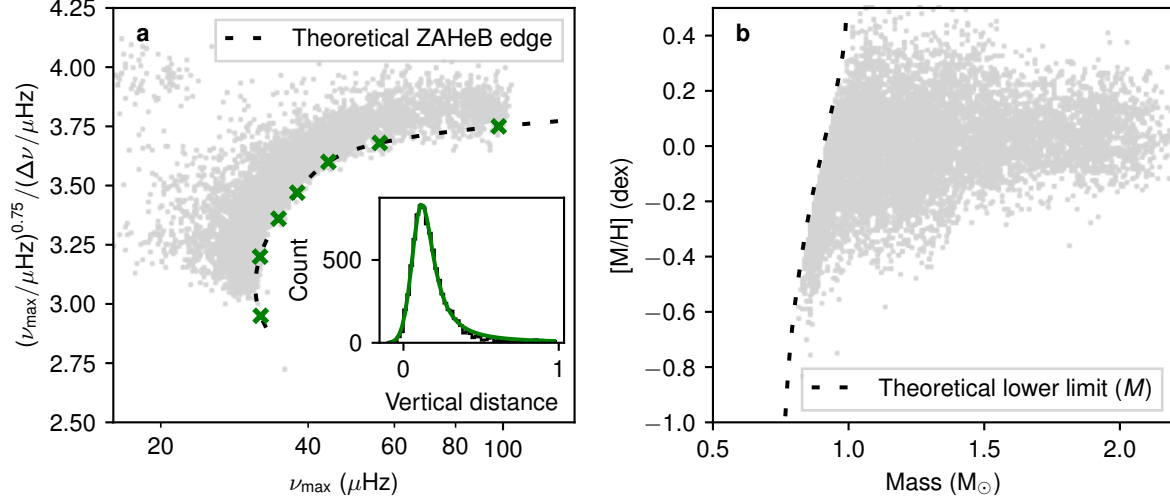 a
Theoretical ZAHeB edge
4.25
4.00
3.75
3.50
3.25
3.00
2.75
2.50
(ν_max/μHz)^0.75/(Δν/μHz)
20
40
60
80
100
ν_max (μHz)
Count
500
0
0
1
Vertical distance
b
0.4
0.2
0.0
−0.2
−0.4
−0.6
−0.8
−1.0
[M/H] (dex)
Theoretical lower limit (M)
0.5
1.0
1.5
2.0
Mass (M_⊙)